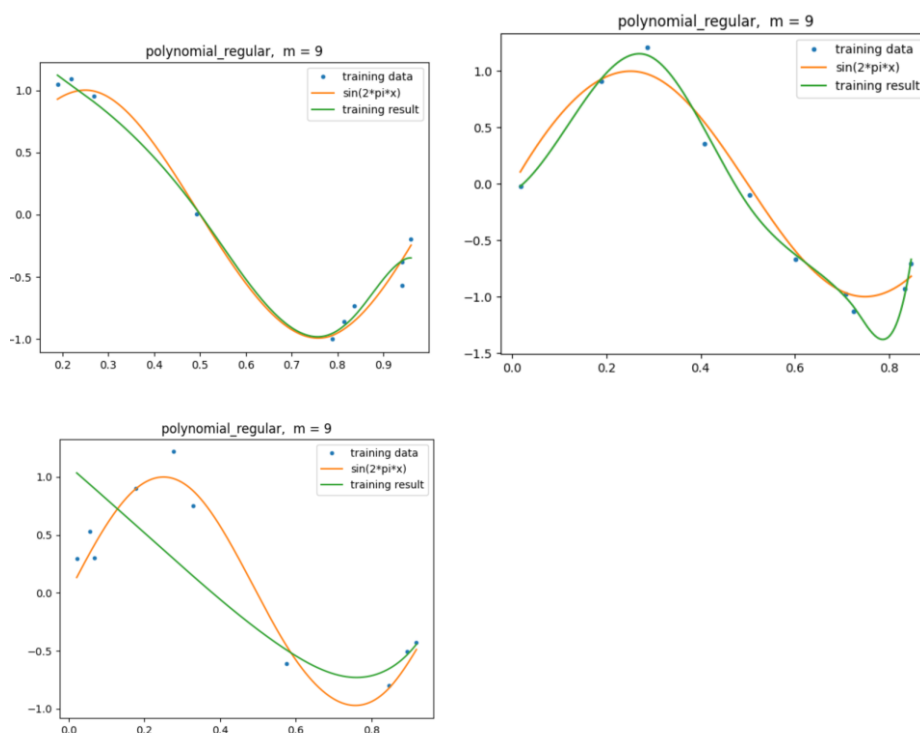 polynomial_regular,  m = 9
training data
sin(2*pi*x)
training result
1.0
0.5
0.0
-0.5
-1.0
0.2 0.3 0.4 0.5 0.6 0.7 0.8 0.9
polynomial_regular,  m = 9
training data
sin(2*pi*x)
training result
1.0
0.5
0.0
-0.5
-1.0
-1.5
0.0 0.2 0.4 0.6 0.8
polynomial_regular,  m = 9
training data
sin(2*pi*x)
training result
1.0
0.5
0.0
-0.5
-1.0
0.0 0.2 0.4 0.6 0.8